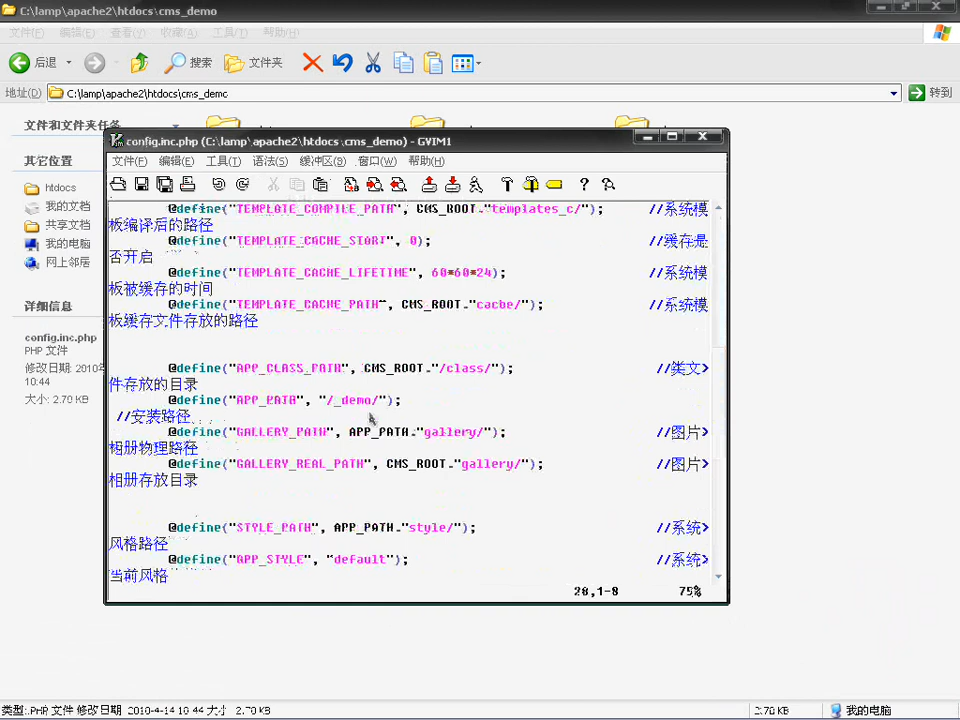 C:\lamp\apache2\htdocs\cms_demo
文件(F) 编辑(E) 查看(V) 收藏(A) 工具(T) 帮助(H)
后退 搜索 文件夹
地址(D) C:\lamp\apache2\htdocs\cms_demo 转到
文件和文件夹任务
其它位置
htdocs
我的文档
共享文档
我的电脑
网上邻居
详细信息
config.inc.php
PHP 文件
修改日期: 2010年
10:44
大小: 2.70 KB
config.inc.php (C:\lamp\apache2\htdocs\cms_demo) - GVIM1
文件(F) 编辑(E) 工具(T) 语法(S) 缓冲区(B) 窗口(W) 帮助(H)
@define("TEMPLATE_COMPILE_PATH", CMS_ROOT."templates_c/"); //系统模
板编译后的路径
@define("TEMPLATE_CACHE_START", 0); //缓存是
否开启
@define("TEMPLATE_CACHE_LIFETIME", 60*60*24); //系统模
板被缓存的时间
@define("TEMPLATE_CACHE_PATH", CMS_ROOT."cache/"); //系统模
板缓存文件存放的路径
@define("APP_CLASS_PATH", CMS_ROOT."/class/"); //类文>
件存放的目录
@define("APP_PATH", "/_demo/");
//安装路径
@define("GALLERY_PATH", APP_PATH."gallery/"); //图片>
相册物理路径
@define("GALLERY_REAL_PATH", CMS_ROOT."gallery/"); //图片>
相册存放目录
@define("STYLE_PATH", APP_PATH."style/"); //系统>
风格路径
@define("APP_STYLE", "default"); //系统>
当前风格
28,1-8 75%
类型: PHP 文件 修改日期: 2010-4-14 10:44 大小: 2.70 KB 2.70 KB 我的电脑